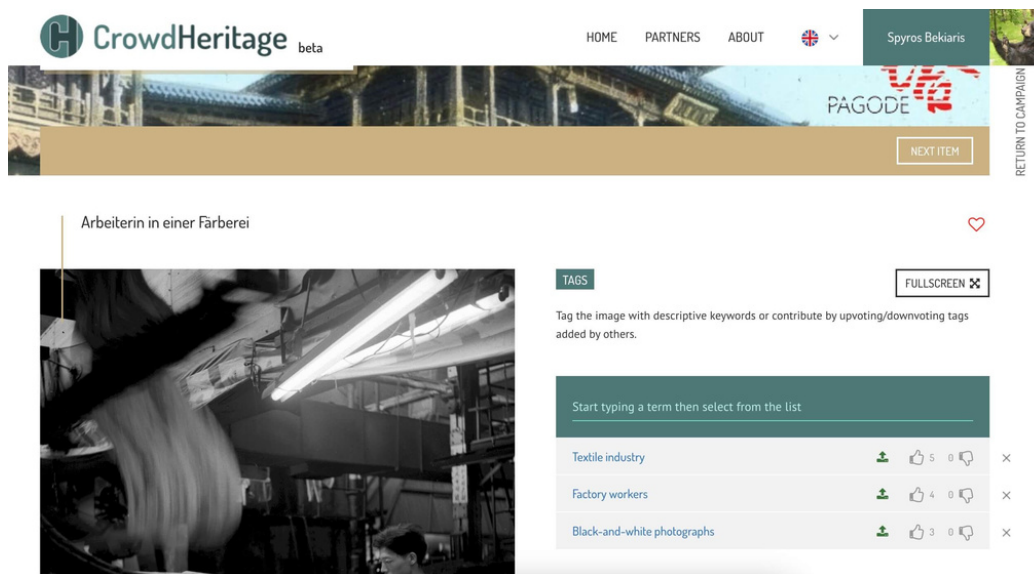 CrowdHeritage beta
HOME PARTNERS ABOUT
Spyros Bekiaris
PAGODE
RETURN TO CAMPAIGN
NEXT ITEM
Arbeiterin in einer Färberei
TAGS
FULLSCREEN
Tag the image with descriptive keywords or contribute by upvoting/downvoting tags
added by others.
Start typing a term then select from the list
Textile industry 5 0
Factory workers 4 0
Black-and-white photographs 3 0